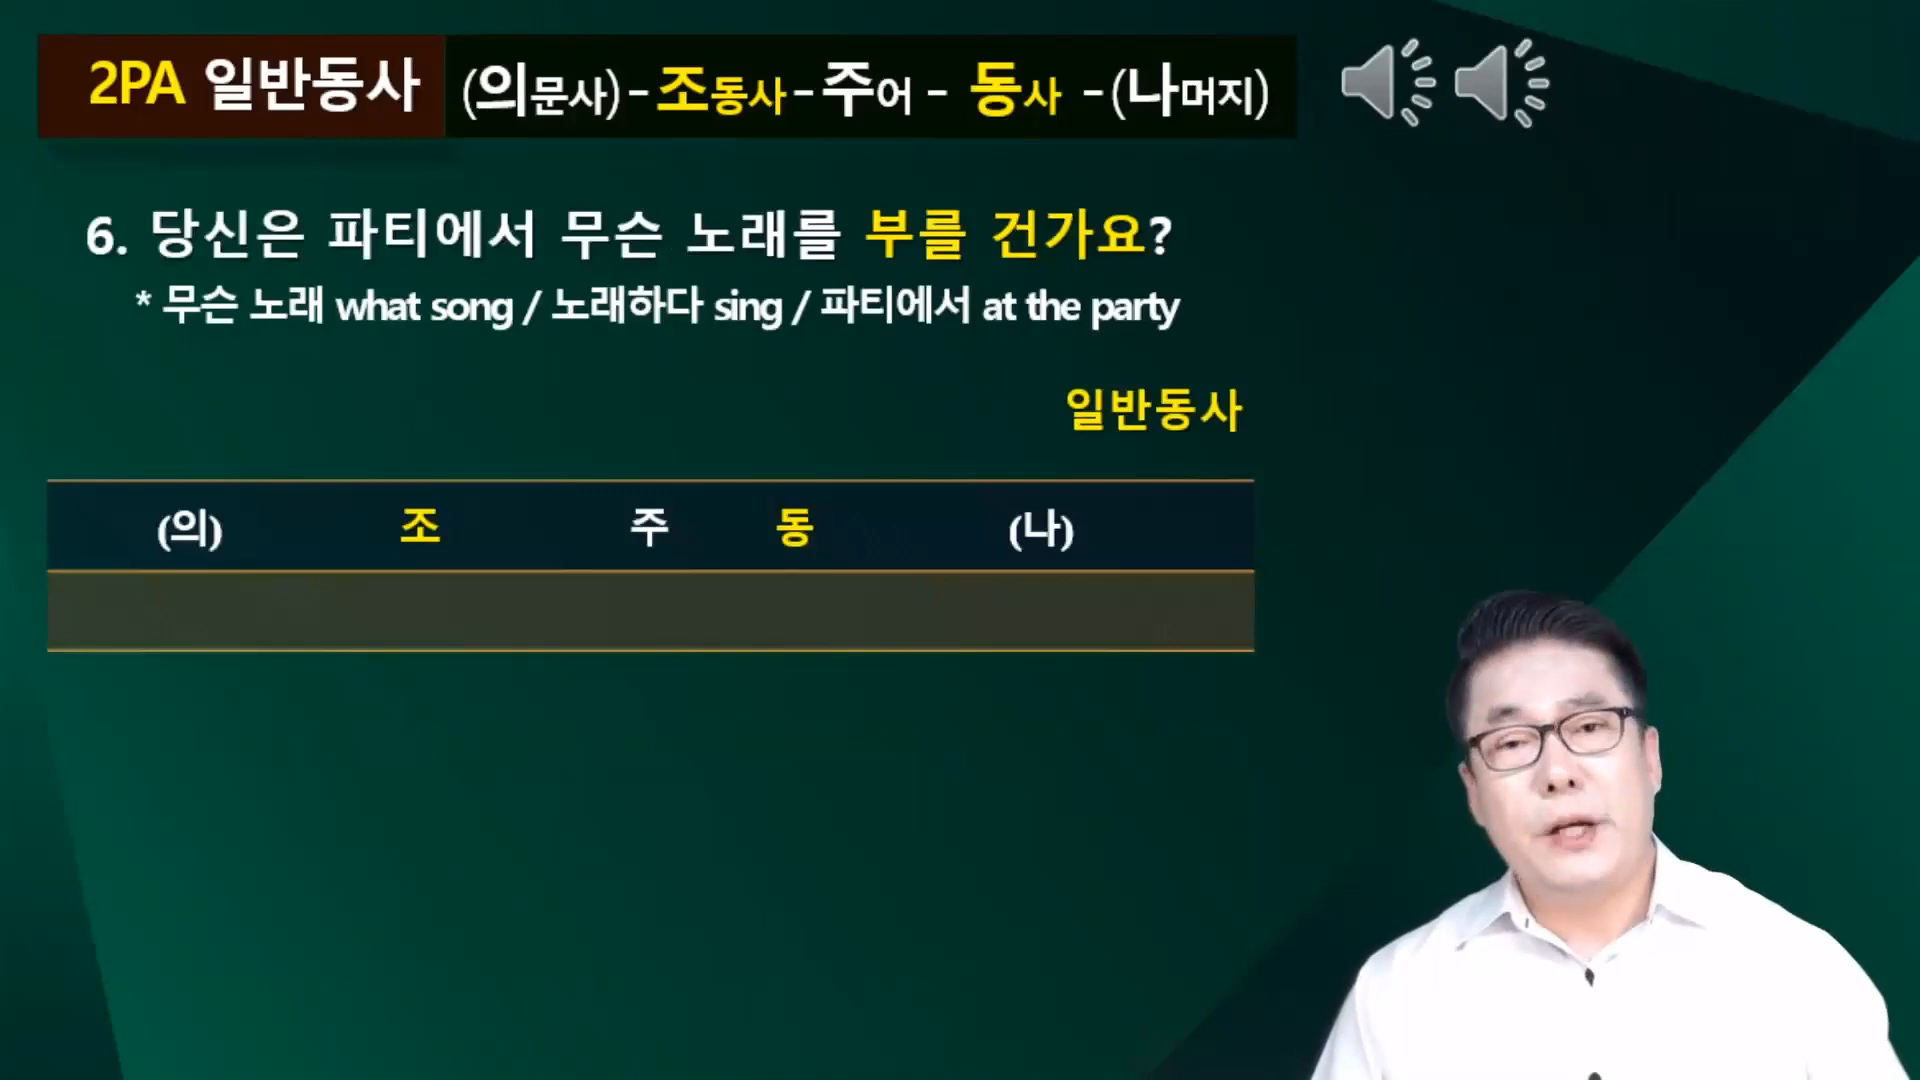 2PA 일반동사 (의문사)-조동사-주어 - 동사 -(나머지)
6. 당신은 파티에서 무슨 노래를 부를 건가요?
* 무슨 노래 what song / 노래하다 sing / 파티에서 at the party
일반동사
(의) 조 주 동 (나)